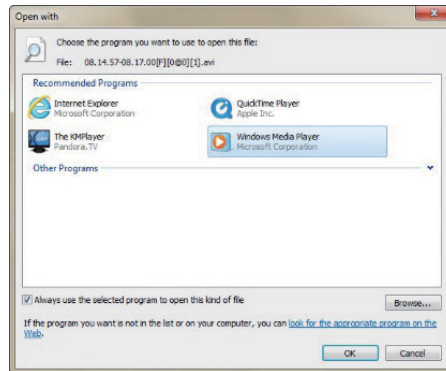 Open with
Choose the program you want to use to open this file:
File: 08.14.57-08.17.00[F][0@0][1].avi
Recommended Programs
Internet Explorer
Microsoft Corporation
QuickTime Player
Apple Inc.
The KMPlayer
Pandora.TV
Windows Media Player
Microsoft Corporation
Other Programs
Always use the selected program to open this kind of file
Browse...
If the program you want is not in the list or on your computer, you can look for the appropriate program on the
Web.
OK
Cancel